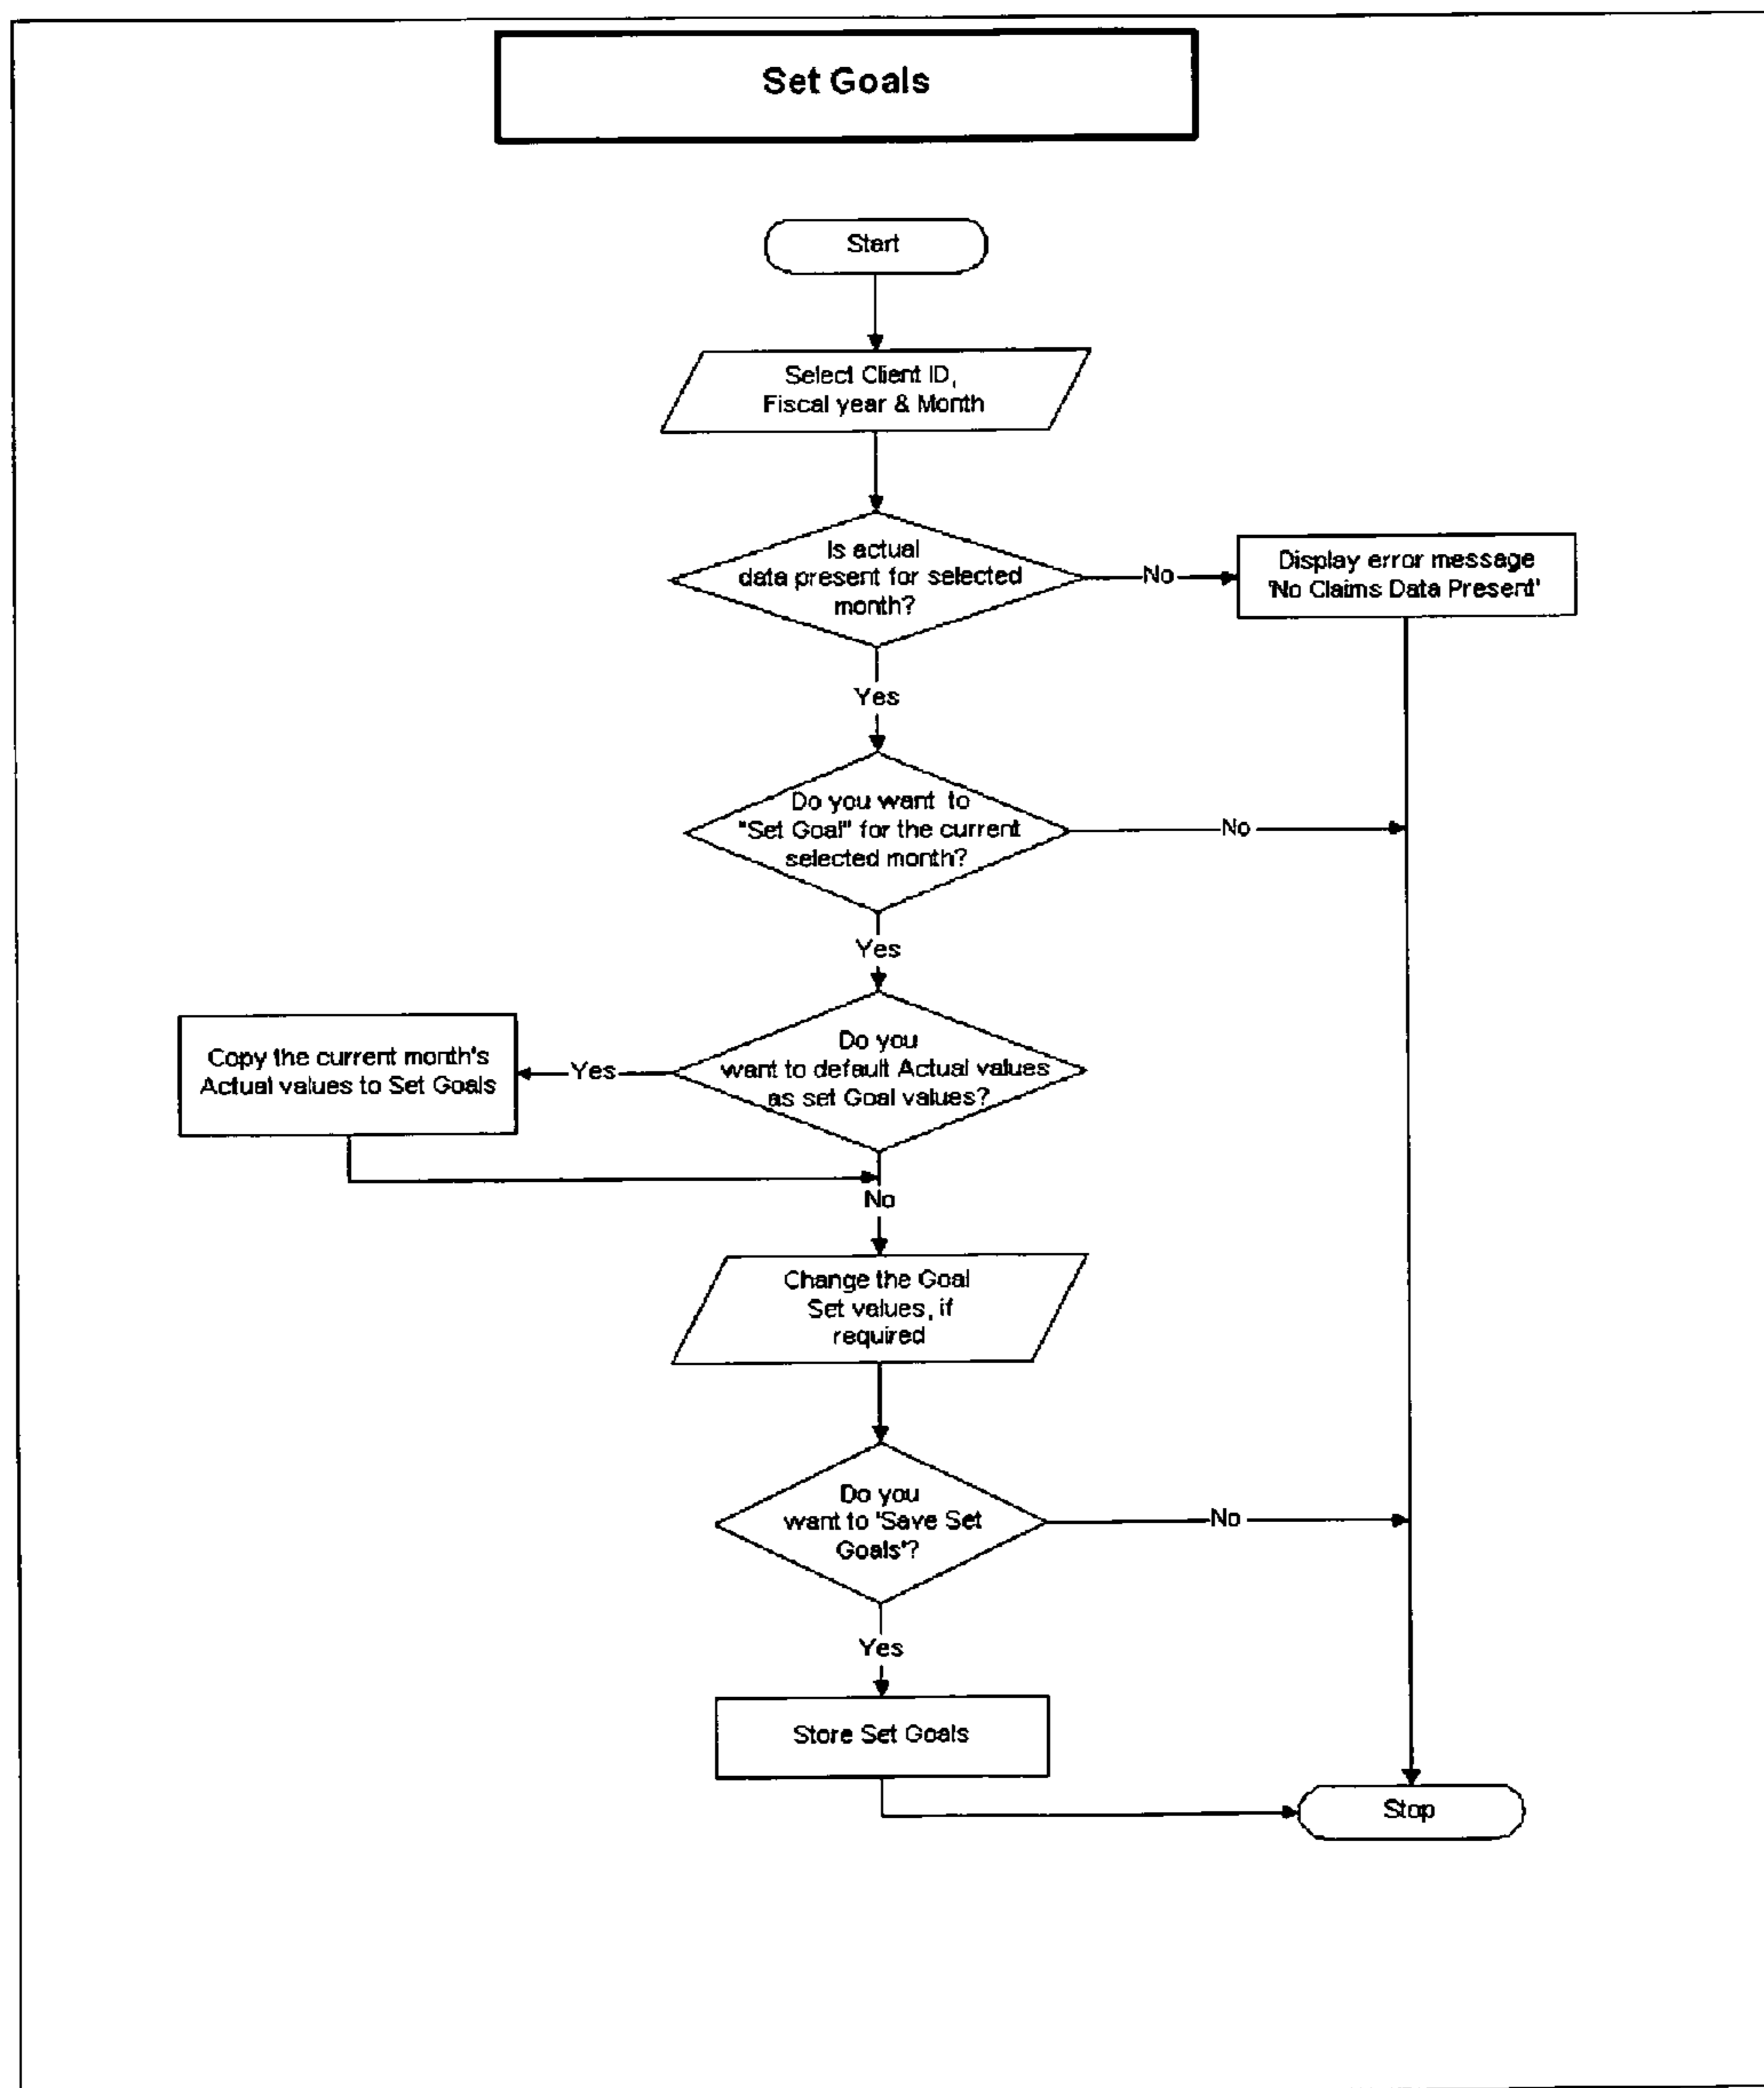 Set Goals
Start
Select Client ID,
Fiscal year & Month
Is actual
data present for selected
month?
No
Display error message
'No Claims Data Present'
Yes
Do you want to
"Set Goal" for the current
selected month?
No
Yes
Do you
want to default Actual values
as set Goal values?
Yes
Copy the current month's
Actual values to Set Goals
No
Change the Goal
Set values, if
required
Do you
want to 'Save Set
Goals'?
No
Yes
Store Set Goals
Stop